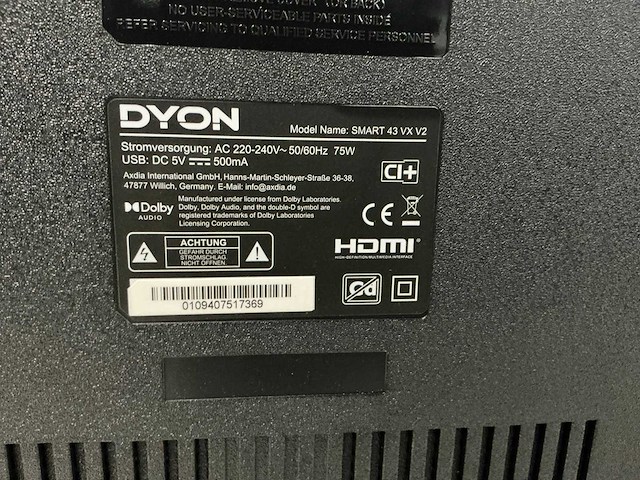 COVER (OR BACK)
NO USER-SERVICEABLE PARTS INSIDE
REFER SERVICING TO QUALIFIED SERVICE PERSONNEL
DYON
Model Name: SMART 43 VX V2
Stromversorgung: AC 220-240V~ 50/60Hz 75W
USB: DC 5V 500mA
Axdia International GmbH, Hanns-Martin-Schleyer-Straße 36-38,
47877 Willich, Germany. E-Mail: info@axdia.de
CI+
Dolby
AUDIO
Manufactured under license from Dolby Laboratories.
Dolby, Dolby Audio, and the double-D symbol are
registered trademarks of Dolby Laboratories
Licensing Corporation.
CE
ACHTUNG
GEFAHR DURCH
STROMSCHLAG.
NICHT ÖFFNEN.
HDMI
HIGH-DEFINITION MULTIMEDIA INTERFACE
Cd
0109407517369